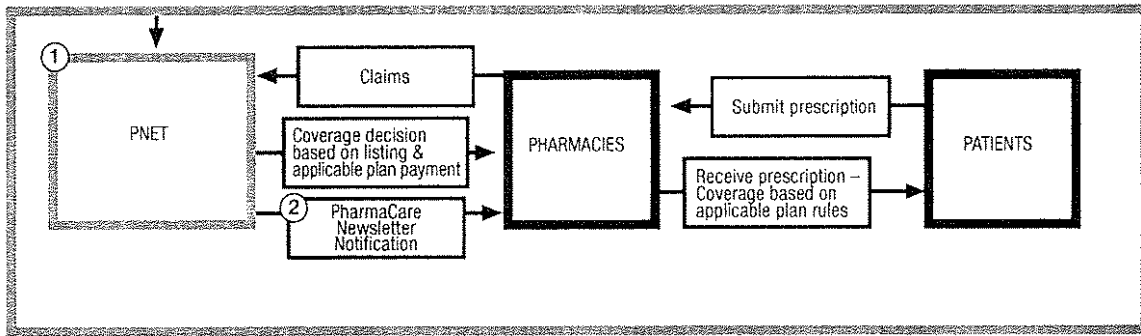 1
PNET
Claims
Coverage decision
based on listing &
applicable plan payment
2
PharmaCare
Newsletter
Notification
PHARMACIES
Submit prescription
Receive prescription –
Coverage based on
applicable plan rules
PATIENTS